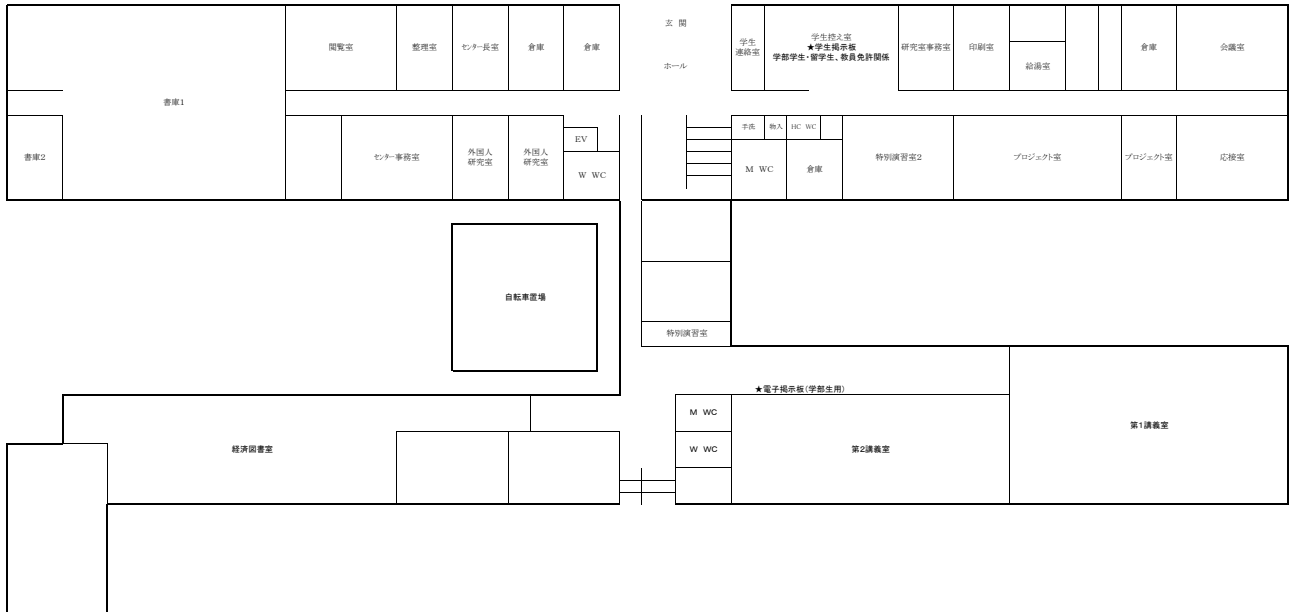 玄 関
学生控え室
学生
連絡室
★学生掲示板
閲覧室
整理室
センター長室
倉庫
倉庫
研究室事務室
印刷室
倉庫
会議室
学部学生・留学生、教員免許関係
ホール
給湯室
書庫1
手洗
物入
HC WC
EV
書庫2
センター事務室
外国人
研究室
外国人
研究室
特別演習室2
プロジェクト室
プロジェクト室
応接室
W WC
M WC
倉庫
自転車置場
特別演習室
★電子掲示板(学部生用)
M WC
第1講義室
経済図書室
W WC
第2講義室